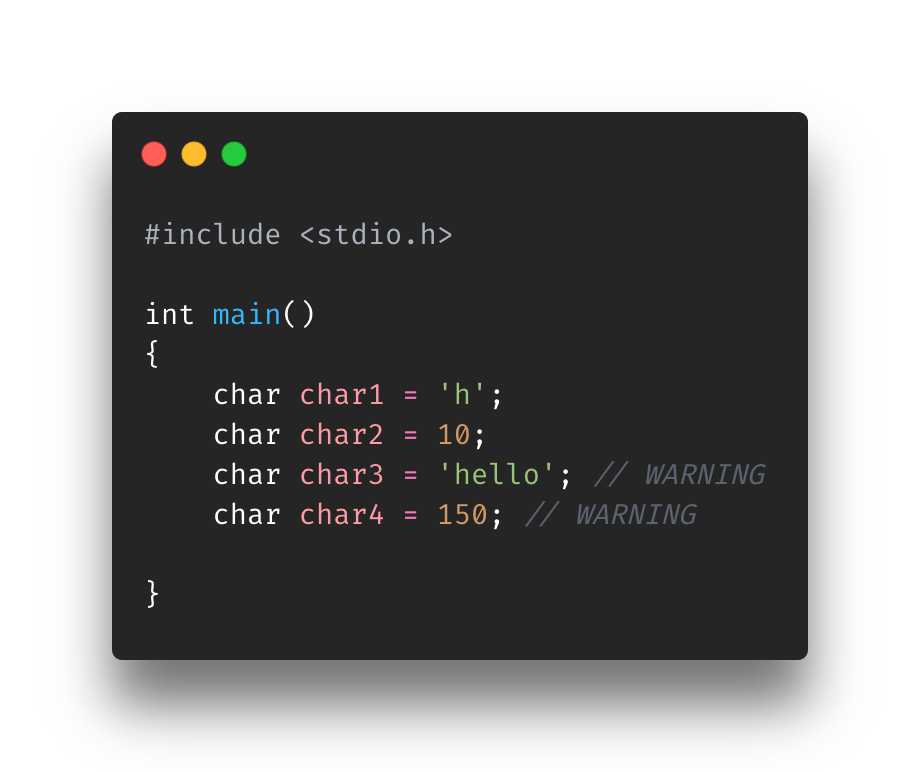 #include <stdio.h>
int main()
{
    char char1 = 'h';
    char char2 = 10;
    char char3 = 'hello'; // WARNING
    char char4 = 150; // WARNING
}